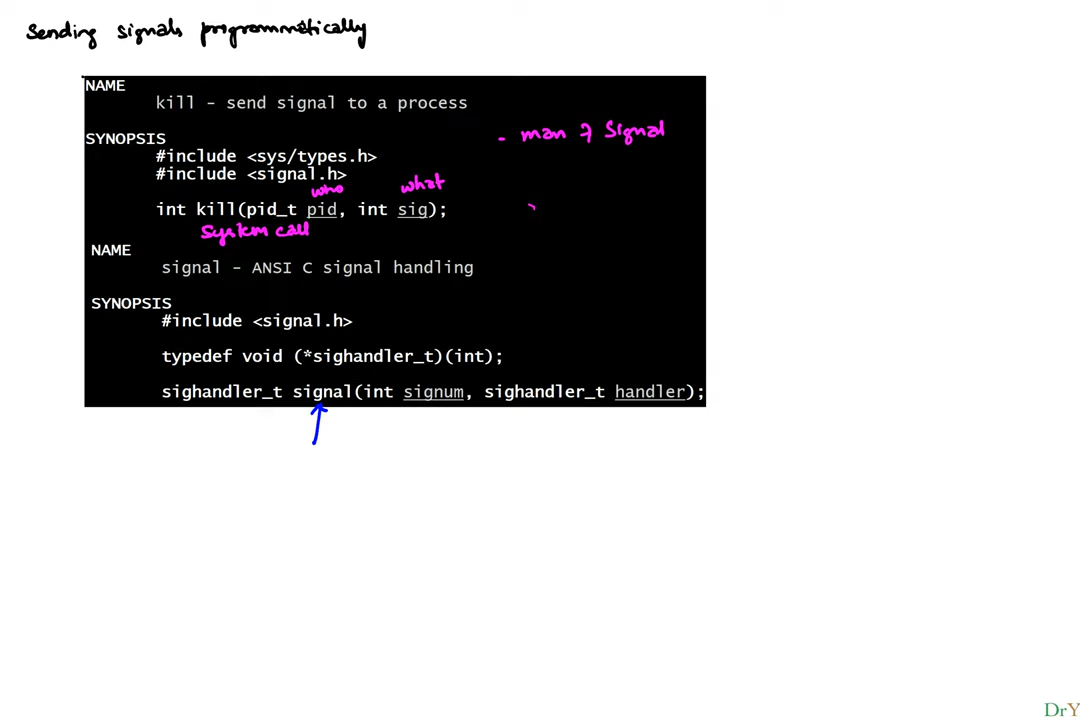 Sending signals programmatically
NAME
kill - send signal to a process
SYNOPSIS
- man 7 Signal
#include <sys/types.h>
#include <signal.h>
who what
int kill(pid_t pid, int sig);
System call
NAME
signal - ANSI C signal handling
SYNOPSIS
#include <signal.h>
typedef void (*sighandler_t)(int);
sighandler_t signal(int signum, sighandler_t handler);
DrY